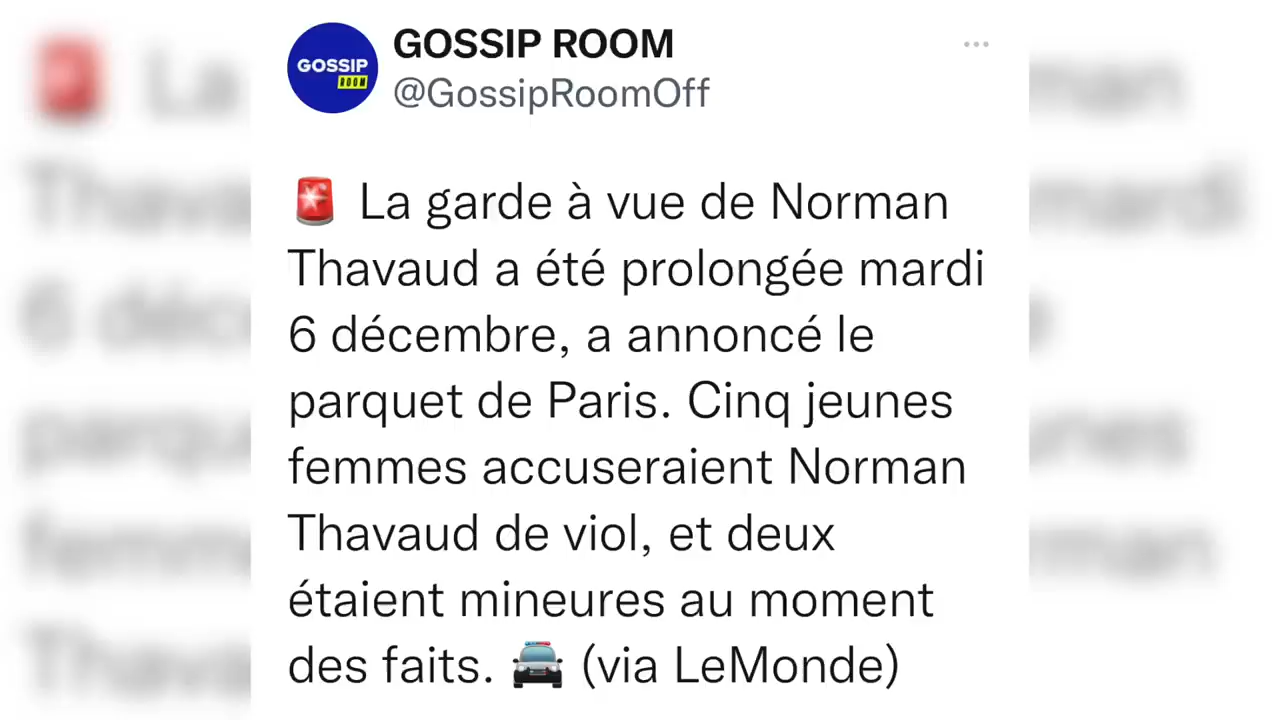 GOSSIP ROOM
GOSSIP ROOM
@GossipRoomOff
🚨 La garde à vue de Norman
Thavaud a été prolongée mardi
6 décembre, a annoncé le
parquet de Paris. Cinq jeunes
femmes accuseraient Norman
Thavaud de viol, et deux
étaient mineures au moment
des faits. 🚔 (via LeMonde)